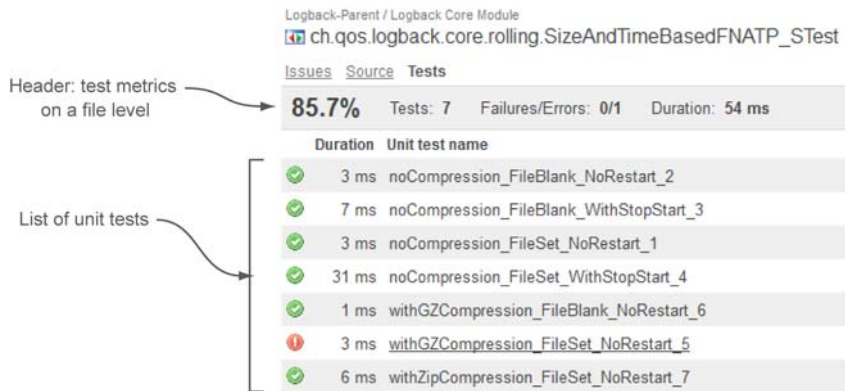 Logback-Parent / Logback Core Module
ch.qos.logback.core.rolling.SizeAndTimeBasedFNATP_STest
Issues Source Tests
Header: test metrics
on a file level
85.7% Tests: 7 Failures/Errors: 0/1 Duration: 54 ms
Duration Unit test name
3 ms noCompression_FileBlank_NoRestart_2
7 ms noCompression_FileBlank_WithStopStart_3
List of unit tests
3 ms noCompression_FileSet_NoRestart_1
31 ms noCompression_FileSet_WithStopStart_4
1 ms withGZCompression_FileBlank_NoRestart_6
3 ms withGZCompression_FileSet_NoRestart_5
6 ms withZipCompression_FileSet_NoRestart_7